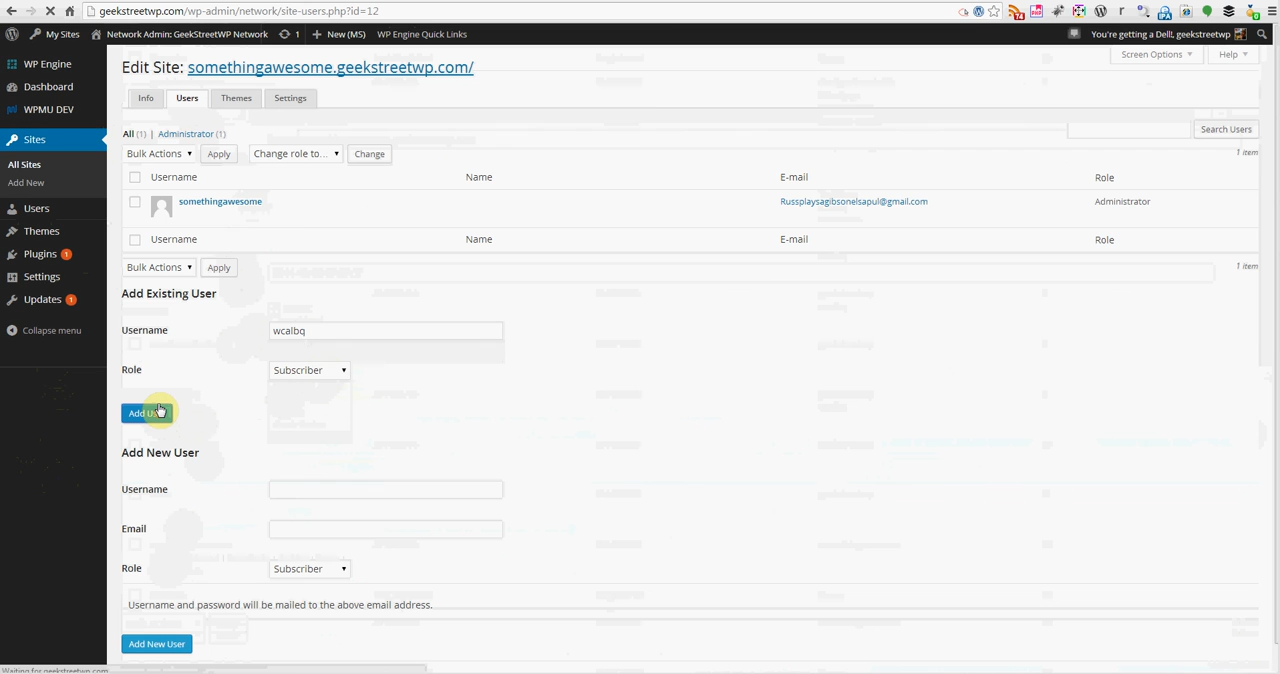 geekstreetwp.com/wp-admin/network/site-users.php?id=12
My Sites Network Admin: GeekStreetWP Network 1 New (MS) WP Engine Quick Links You're getting a Dell!, geekstreetwp
Screen Options Help
WP Engine
Dashboard
WPMU DEV
Sites
All Sites
Add New
Users
Themes
Plugins 1
Settings
Updates 1
Collapse menu
Edit Site: somethingawesome.geekstreetwp.com/
Info Users Themes Settings
All (1) | Administrator (1)
Search Users
Bulk Actions Apply Change role to... Change 1 item
Username Name E-mail Role
somethingawesome Russplaysagibsonelsapul@gmail.com Administrator
Username Name E-mail Role
Bulk Actions Apply 1 item
Add Existing User
Username wcalbq
Role Subscriber
Add
Add New User
Username
Email
Role Subscriber
Username and password will be mailed to the above email address.
Add New User
Waiting for geekstreetwp.com